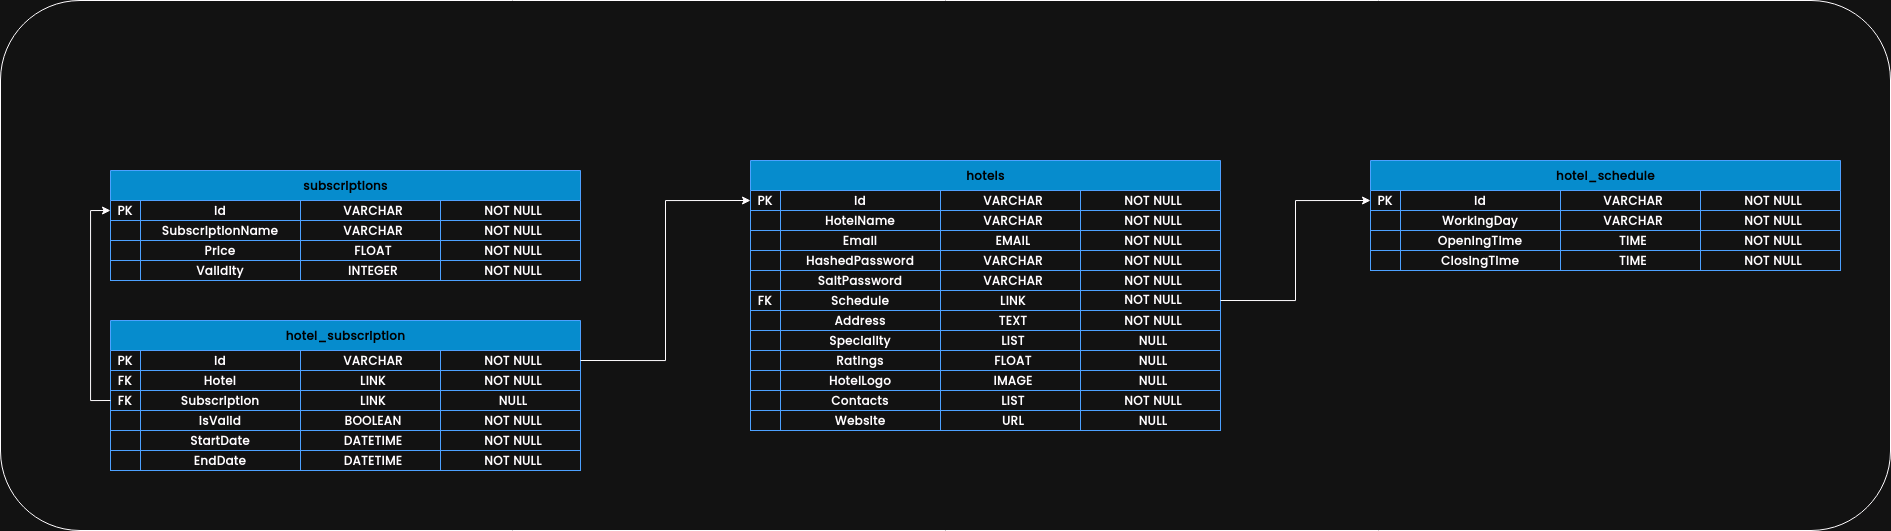 subscriptions
PK Id VARCHAR NOT NULL
SubscriptionName VARCHAR NOT NULL
Price FLOAT NOT NULL
Validity INTEGER NOT NULL
hotel_subscription
PK Id VARCHAR NOT NULL
FK Hotel LINK NOT NULL
FK Subscription LINK NULL
IsValid BOOLEAN NOT NULL
StartDate DATETIME NOT NULL
EndDate DATETIME NOT NULL
hotels
PK Id VARCHAR NOT NULL
HotelName VARCHAR NOT NULL
Email EMAIL NOT NULL
HashedPassword VARCHAR NOT NULL
SaltPassword VARCHAR NOT NULL
FK Schedule LINK NOT NULL
Address TEXT NOT NULL
Speciality LIST NULL
Ratings FLOAT NULL
HotelLogo IMAGE NULL
Contacts LIST NOT NULL
Website URL NULL
hotel_schedule
PK Id VARCHAR NOT NULL
WorkingDay VARCHAR NOT NULL
OpeningTime TIME NOT NULL
ClosingTime TIME NOT NULL